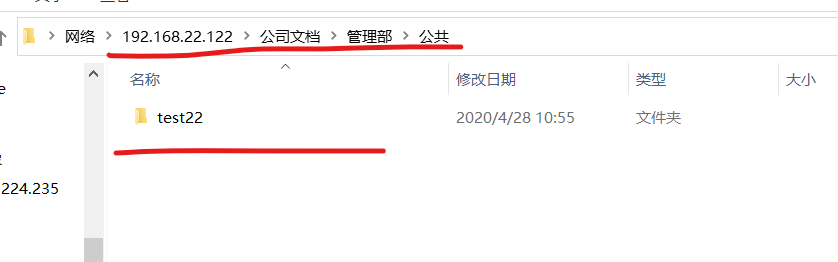 网络 > 192.168.22.122 > 公司文档 > 管理部 > 公共
名称 修改日期 类型 大小
test22 2020/4/28 10:55 文件夹
224.235